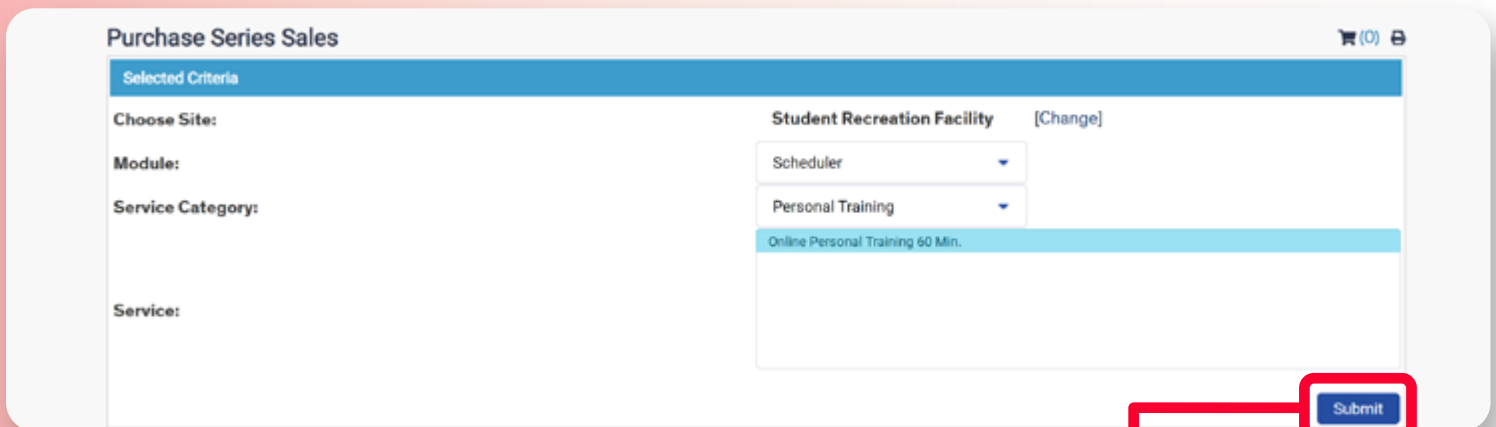 Purchase Series Sales (0)
Selected Criteria
Choose Site: Student Recreation Facility [Change]
Module: Scheduler
Service Category: Personal Training
Online Personal Training 60 Min.
Service:
Submit